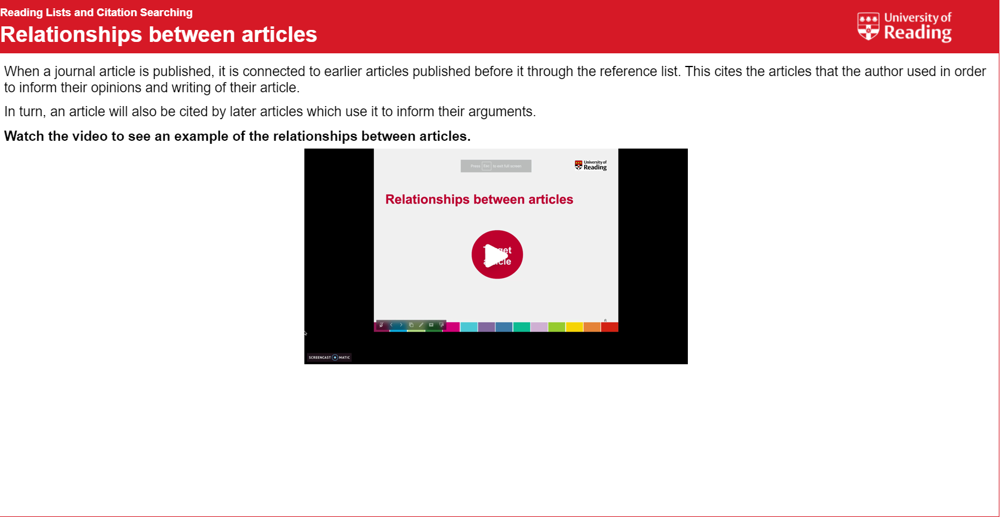 Reading Lists and Citation Searching
Relationships between articles
University of
Reading
When a journal article is published, it is connected to earlier articles published before it through the reference list. This cites the articles that the author used in order
to inform their opinions and writing of their article.
In turn, an article will also be cited by later articles which use it to inform their arguments.
Watch the video to see an example of the relationships between articles.
Press Esc to exit full screen
University of
Reading
Relationships between articles
6
SCREENCAST MATIC